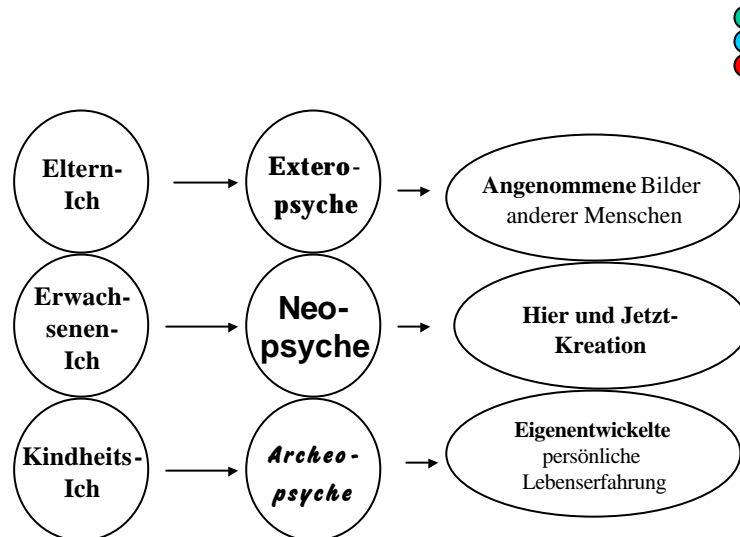 Eltern-
Ich
Extero-
psyche
Angenommene Bilder
anderer Menschen
Erwach-
senen-
Ich
Neo-
psyche
Hier und Jetzt-
Kreation
Kindheits-
Ich
Archeo-
psyche
Eigenentwickelte
persönliche
Lebenserfahrung